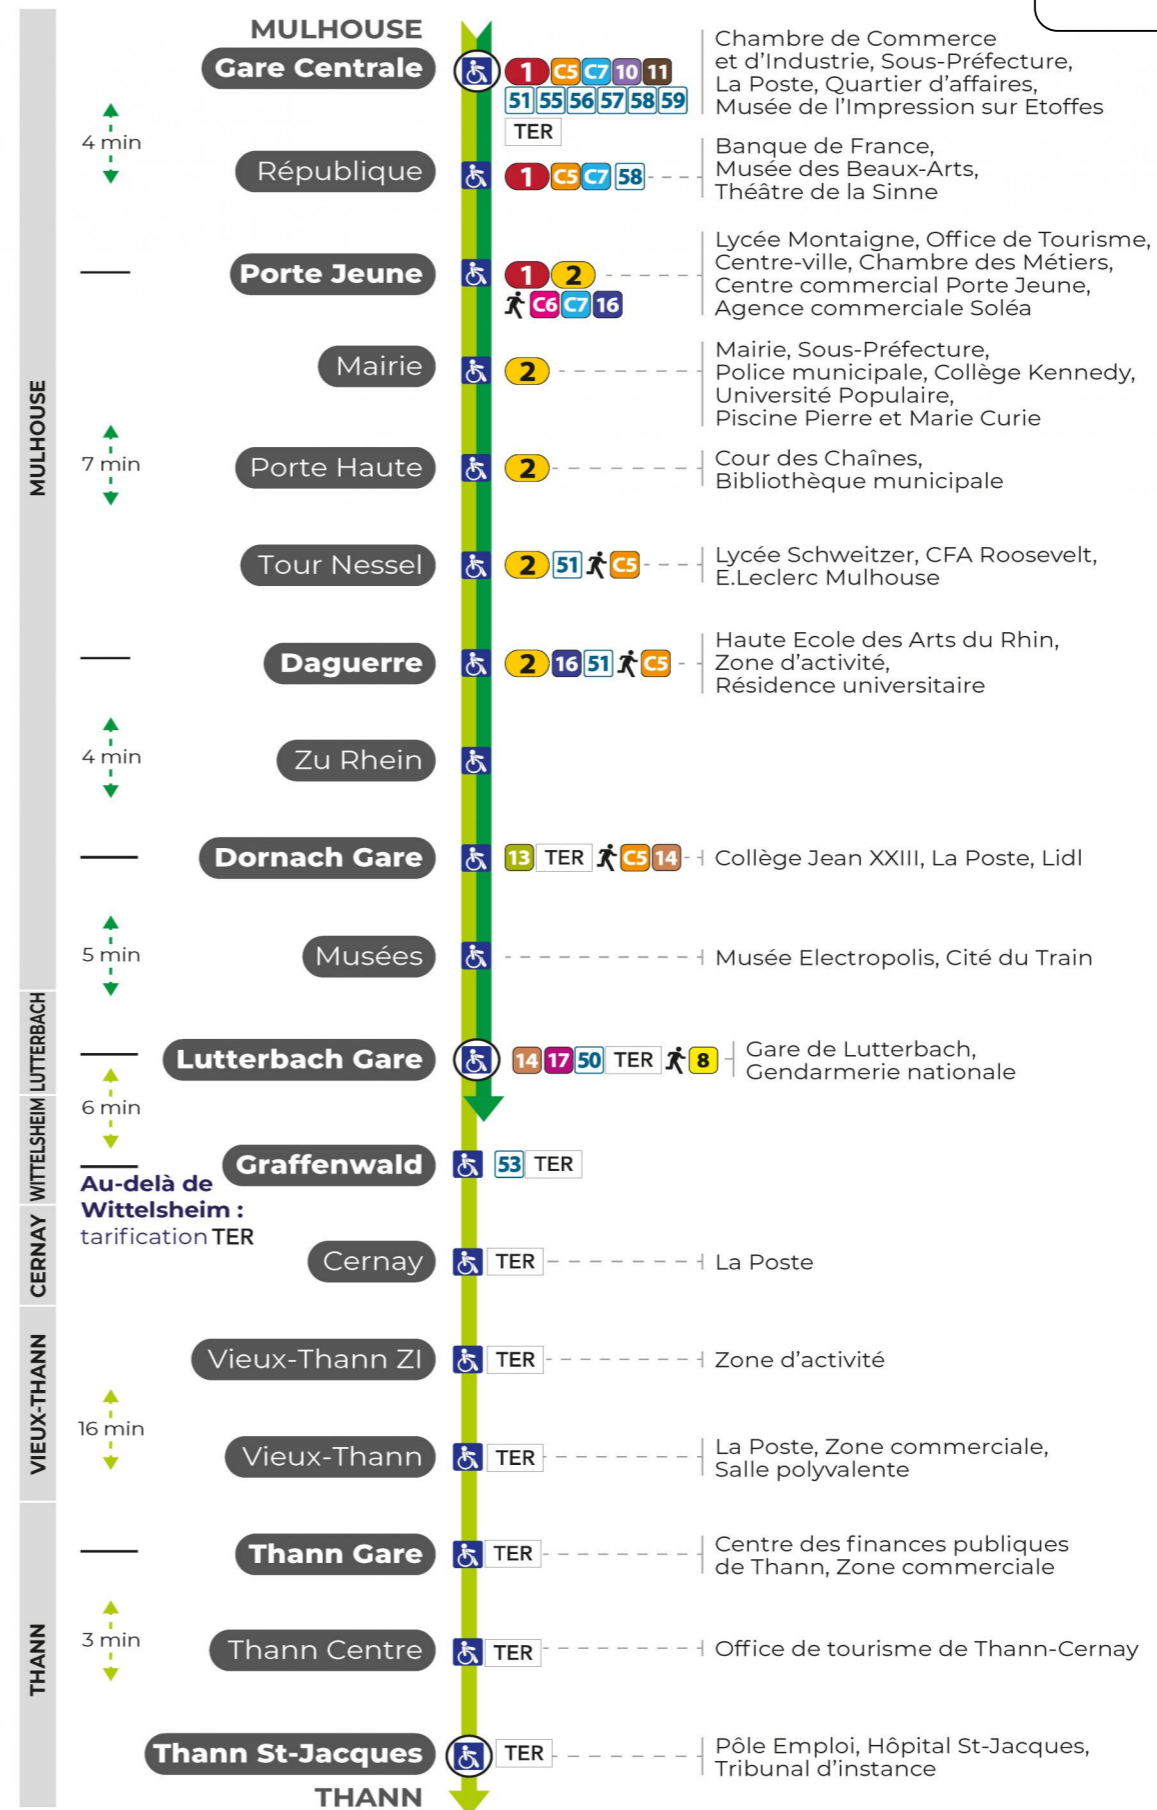 MULHOUSE
Gare Centrale
1 C5 C7 10 11
51 55 56 57 58 59
TER
Chambre de Commerce
et d'Industrie, Sous-Préfecture,
La Poste, Quartier d'affaires,
Musée de l'Impression sur Etoffes
4 min
République
1 C5 C7 58
Banque de France,
Musée des Beaux-Arts,
Théâtre de la Sinne
Porte Jeune
1 2
C6 C7 16
Lycée Montaigne, Office de Tourisme,
Centre-ville, Chambre des Métiers,
Centre commercial Porte Jeune,
Agence commerciale Soléa
Mairie
2
Mairie, Sous-Préfecture,
Police municipale, Collège Kennedy,
Université Populaire,
Piscine Pierre et Marie Curie
MULHOUSE
7 min
Porte Haute
2
Cour des Chaînes,
Bibliothèque municipale
Tour Nessel
2 51 C5
Lycée Schweitzer, CFA Roosevelt,
E.Leclerc Mulhouse
Daguerre
2 16 51 C5
Haute Ecole des Arts du Rhin,
Zone d'activité,
Résidence universitaire
4 min
Zu Rhein
Dornach Gare
13 TER C5 14
Collège Jean XXIII, La Poste, Lidl
5 min
Musées
Musée Electropolis, Cité du Train
LUTTERBACH
Lutterbach Gare
14 17 50 TER 8
Gare de Lutterbach,
Gendarmerie nationale
6 min
WITTELSHEIM
Graffenwald
53 TER
Au-delà de
Wittelsheim :
tarification TER
CERNAY
Cernay
TER
La Poste
VIEUX-THANN
Vieux-Thann ZI
TER
Zone d'activité
16 min
Vieux-Thann
TER
La Poste, Zone commerciale,
Salle polyvalente
Thann Gare
TER
Centre des finances publiques
de Thann, Zone commerciale
THANN
3 min
Thann Centre
TER
Office de tourisme de Thann-Cernay
Thann St-Jacques
TER
Pôle Emploi, Hôpital St-Jacques,
Tribunal d'instance
THANN